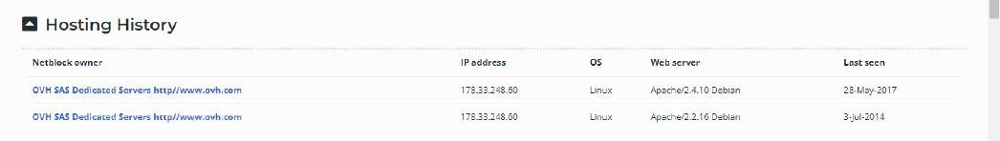 Hosting History
Netblock owner IP address OS Web server Last seen
OVH SAS Dedicated Servers http//www.ovh.com 178.33.248.60 Linux Apache/2.4.10 Debian 28-May-2017
OVH SAS Dedicated Servers http//www.ovh.com 178.33.248.60 Linux Apache/2.2.16 Debian 3-Jul-2014